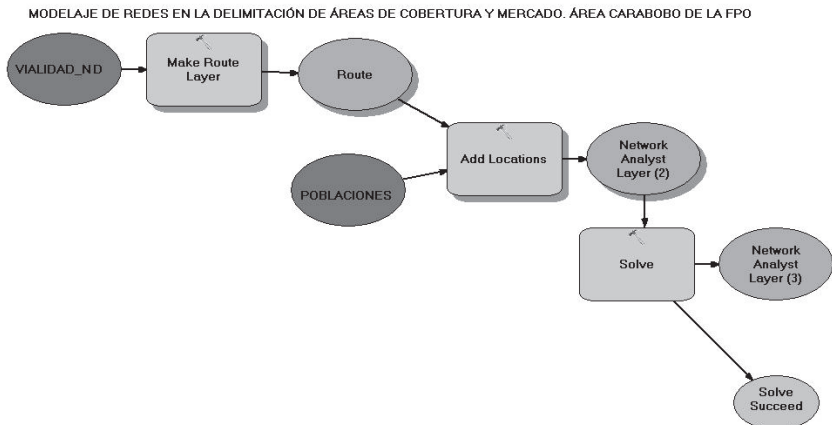 MODELAJE DE REDES EN LA DELIMITACIÓN DE ÁREAS DE COBERTURA Y MERCADO. ÁREA CARABOBO DE LA FPO
VIALIDAD_ND
Make Route
Layer
Route
POBLACIONES
Add Locations
Network
Analyst
Layer (2)
Solve
Network
Analyst
Layer (3)
Solve
Succeed